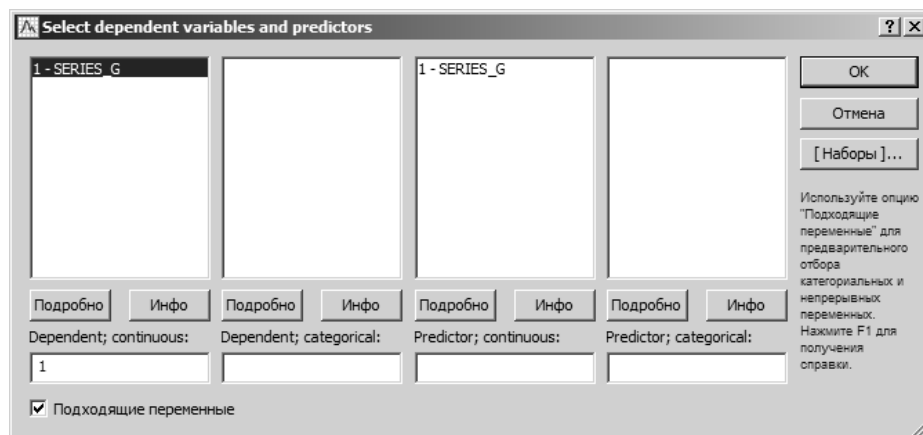 Select dependent variables and predictors
1 - SERIES_G
1 - SERIES_G
OK
Отмена
[ Наборы ]...
Используйте опцию
"Подходящие
переменные" для
предварительного
отбора
категориальных и
непрерывных
переменных.
Нажмите F1 для
получения
справки.
Подробно Инфо Подробно Инфо Подробно Инфо Подробно Инфо
Dependent; continuous: Dependent; categorical: Predictor; continuous: Predictor; categorical:
1
Подходящие переменные